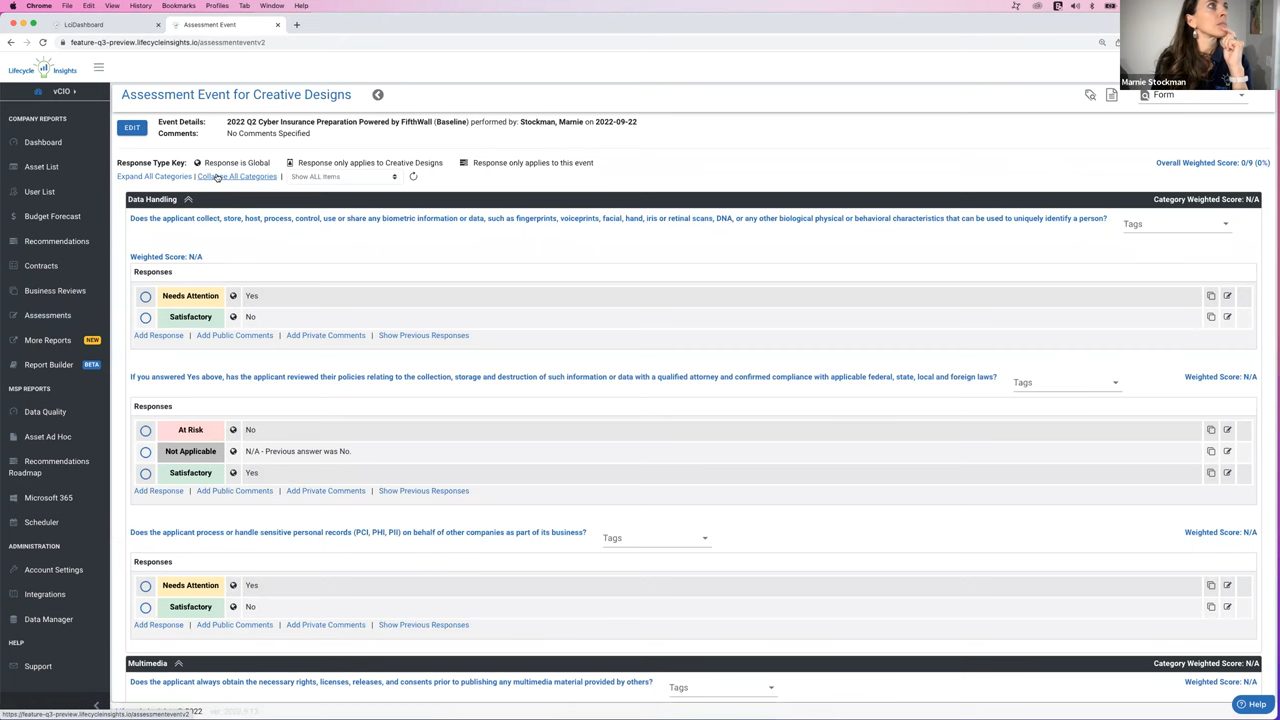 Chrome File Edit View History Bookmarks Profiles Tab Window Help
LciDashboard
Assessment Event
feature-q3-preview.lifecycleinsights.io/assessmenteventv2
Marnie Stockman
Lifecycle Insights
vCIO
COMPANY REPORTS
Dashboard
Asset List
User List
Budget Forecast
Recommendations
Contracts
Business Reviews
Assessments
More Reports NEW
Report Builder BETA
MSP REPORTS
Data Quality
Asset Ad Hoc
Recommendations
Roadmap
Microsoft 365
Scheduler
ADMINISTRATION
Account Settings
Integrations
Data Manager
HELP
Support
Assessment Event for Creative Designs
Form
EDIT
Event Details: 2022 Q2 Cyber Insurance Preparation Powered by FifthWall (Baseline) performed by: Stockman, Marnie on 2022-09-22
Comments: No Comments Specified
Response Type Key: Response is Global Response only applies to Creative Designs Response only applies to this event
Overall Weighted Score: 0/9 (0%)
Expand All Categories | Collapse All Categories | Show ALL Items
Data Handling Category Weighted Score: N/A
Does the applicant collect, store, host, process, control, use or share any biometric information or data, such as fingerprints, voiceprints, facial, hand, iris or retinal scans, DNA, or any other biological physical or behavioral characteristics that can be used to uniquely identify a person?
Tags
Weighted Score: N/A
Responses
Needs Attention Yes
Satisfactory No
Add Response | Add Public Comments | Add Private Comments | Show Previous Responses
If you answered Yes above, has the applicant reviewed their policies relating to the collection, storage and destruction of such information or data with a qualified attorney and confirmed compliance with applicable federal, state, local and foreign laws?
Tags
Weighted Score: N/A
Responses
At Risk No
Not Applicable N/A - Previous answer was No.
Satisfactory Yes
Add Response | Add Public Comments | Add Private Comments | Show Previous Responses
Does the applicant process or handle sensitive personal records (PCI, PHI, PII) on behalf of other companies as part of its business?
Tags
Weighted Score: N/A
Responses
Needs Attention Yes
Satisfactory No
Add Response | Add Public Comments | Add Private Comments | Show Previous Responses
Multimedia Category Weighted Score: N/A
Does the applicant always obtain the necessary rights, licenses, releases, and consents prior to publishing any multimedia material provided by others?
Tags
Weighted Score: N/A
Help
https://feature-q3-preview.lifecycleinsights.io/assessmenteventv2
2022